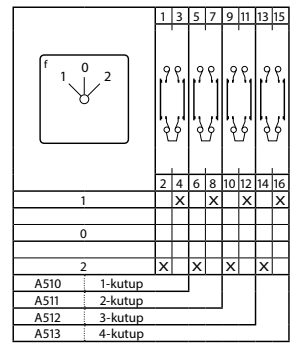 1 3 5 7 9 11 13 15
f
0
1 2
2 4 6 8 10 12 14 16
1 X X X X
0
2 X X X X
A510 1-kutup
A511 2-kutup
A512 3-kutup
A513 4-kutup